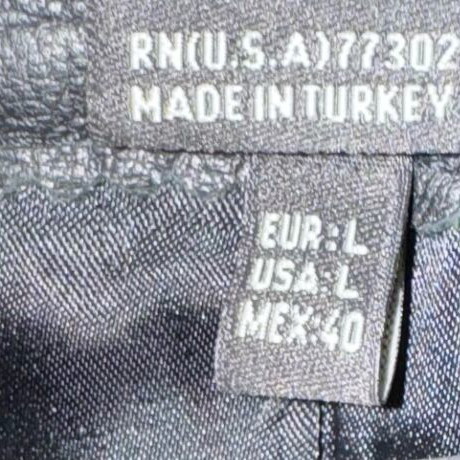 RN(U.S.A)77302
MADE IN TURKEY
EUR:L
USA:L
MEX:40